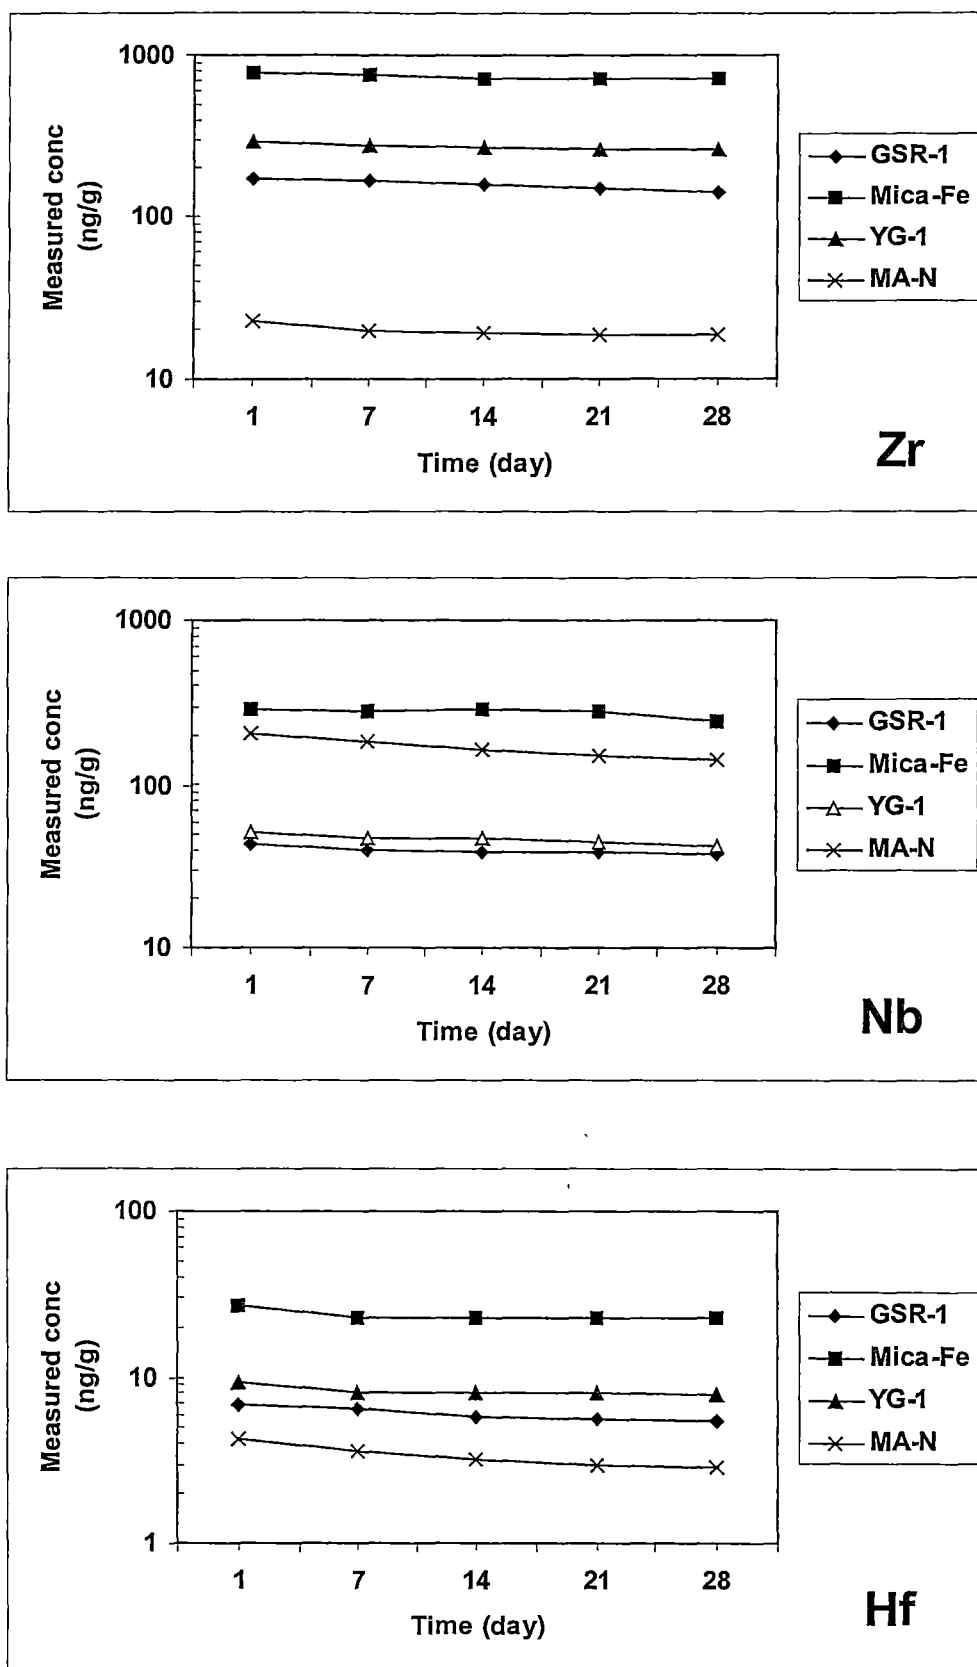 1000
100
10
Measured conc
(ng/g)
1 7 14 21 28
Time (day)
GSR-1
Mica-Fe
YG-1
MA-N
Zr
1000
100
10
Measured conc
(ng/g)
1 7 14 21 28
Time (day)
GSR-1
Mica-Fe
YG-1
MA-N
Nb
100
10
1
Measured conc
(ng/g)
1 7 14 21 28
Time (day)
GSR-1
Mica-Fe
YG-1
MA-N
Hf